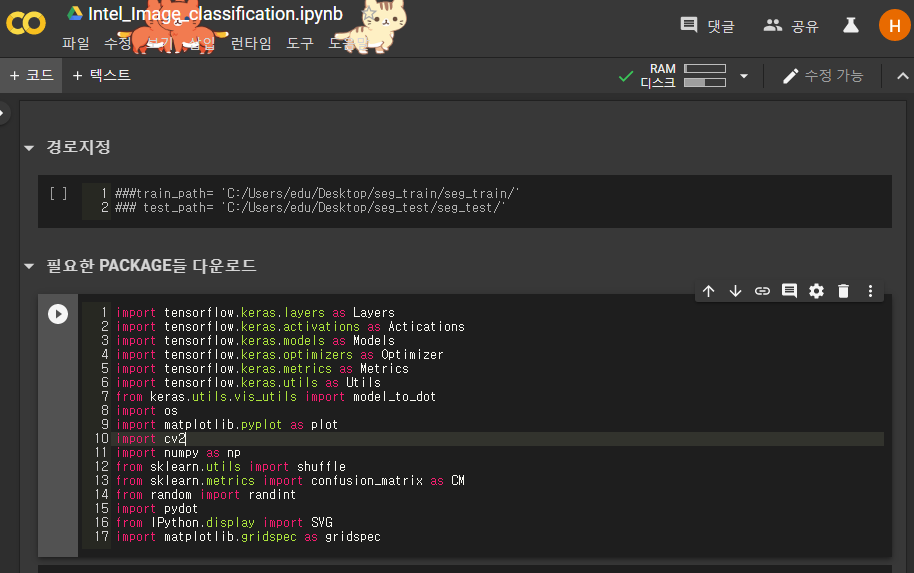 Intel_Image_classification.ipynb
댓글 공유 H
파일 수정 삽입 런타임 도구
+ 코드 + 텍스트 RAM 디스크 수정 가능
경로지정
[ ] 1 ###train_path= 'C:/Users/edu/Desktop/seg_train/seg_train/'
2 ### test_path= 'C:/Users/edu/Desktop/seg_test/seg_test/'
필요한 PACKAGE들 다운로드
1 import tensorflow.keras.layers as Layers
2 import tensorflow.keras.activations as Actications
3 import tensorflow.keras.models as Models
4 import tensorflow.keras.optimizers as Optimizer
5 import tensorflow.keras.metrics as Metrics
6 import tensorflow.keras.utils as Utils
7 from keras.utils.vis_utils import model_to_dot
8 import os
9 import matplotlib.pyplot as plot
10 import cv2
11 import numpy as np
12 from sklearn.utils import shuffle
13 from sklearn.metrics import confusion_matrix as CM
14 from random import randint
15 import pydot
16 from IPython.display import SVG
17 import matplotlib.gridspec as gridspec